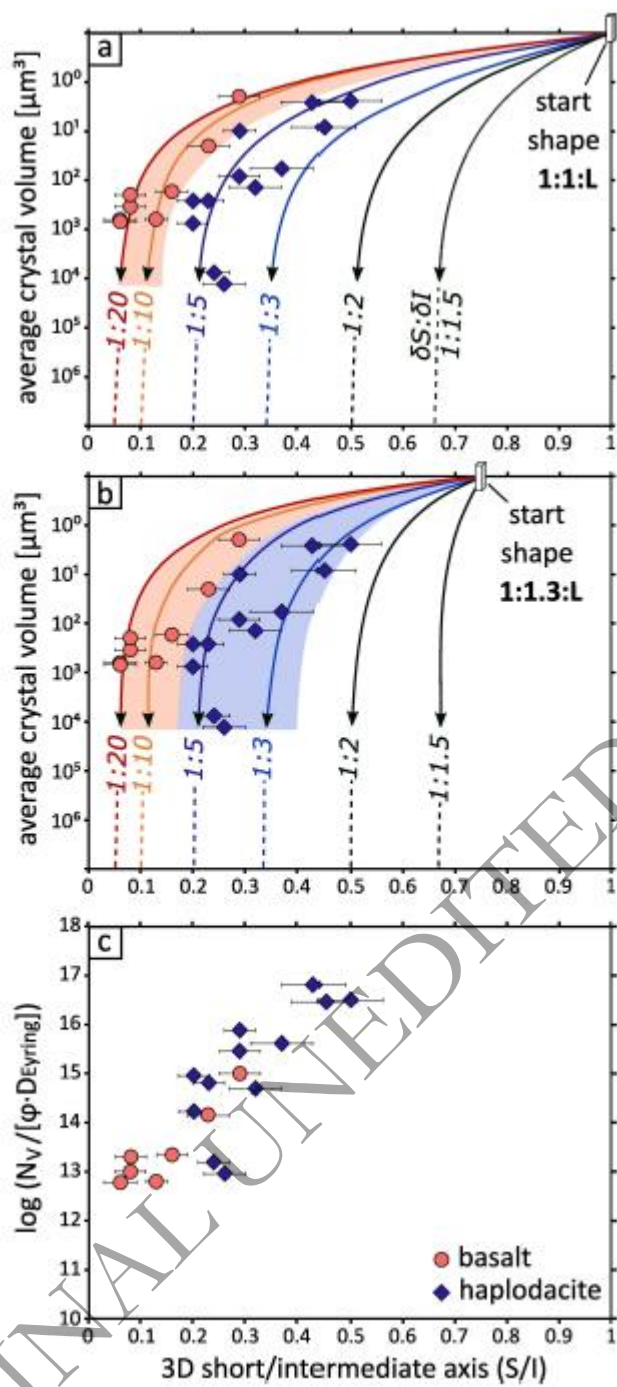 a
average crystal volume [µm³]
10⁰
10¹
10²
10³
10⁴
10⁵
10⁶
start
shape
1:1:L
1:20
1:10
1:5
1:3
1:2
δS:δI
1:1.5
0 0.1 0.2 0.3 0.4 0.5 0.6 0.7 0.8 0.9 1
b
average crystal volume [µm³]
10⁰
10¹
10²
10³
10⁴
10⁵
10⁶
start
shape
1:1.3:L
1:20
1:10
1:5
1:3
1:2
1:1.5
0 0.1 0.2 0.3 0.4 0.5 0.6 0.7 0.8 0.9 1
c
log (Nᵥ/[φ·DEyring])
18
17
16
15
14
13
12
11
10
basalt
haplodacite
0 0.1 0.2 0.3 0.4 0.5 0.6 0.7 0.8 0.9 1
3D short/intermediate axis (S/I)
INAL UNEDITED